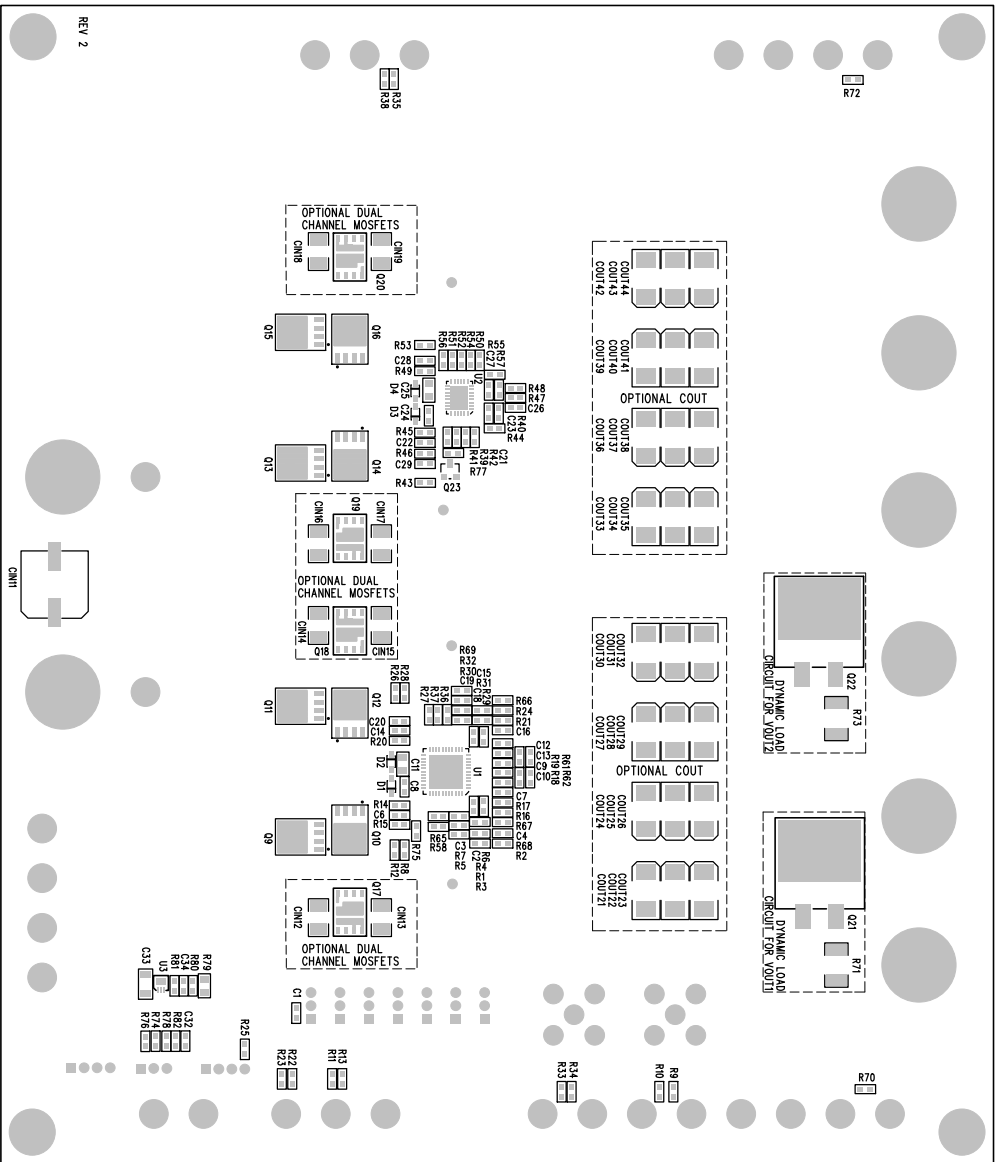 REV 2
R38
R35
R72
OPTIONAL DUAL
CHANNEL MOSFETS
CIN18
CIN19
Q20
Q15
Q16
R53
C28
R49
R56
R51
R52
R54
R50
R55
C27
R57
U2
D4
C25
D3
C24
R48
R47
C26
R45
C22
R46
C29
R43
R40
C23
R44
C21
R42
R39
R41
R77
Q23
Q13
Q14
COUT44
COUT43
COUT42
COUT41
COUT40
COUT39
OPTIONAL COUT
COUT38
COUT37
COUT36
COUT35
COUT34
COUT33
CIN16
Q19
CIN17
OPTIONAL DUAL
CHANNEL MOSFETS
CIN14
Q18
CIN15
CIN11
Q11
Q12
R26
R28
C20
C14
R20
R27
R37
R36
R69
R32
R30
C19
C15
R31
C18
R29
R66
R24
R21
C16
D2
C11
D1
C8
U1
C12
C13
C9
C10
R61
R19
R62
R18
C7
R17
R16
R67
C4
R68
R2
R14
C6
R15
R75
R12
R8
R65
R58
C3
R7
R5
C2
R6
R4
R1
R3
Q9
Q10
COUT32
COUT31
COUT30
COUT29
COUT28
COUT27
OPTIONAL COUT
COUT26
COUT25
COUT24
COUT23
COUT22
COUT21
Q22
R73
DYNAMIC LOAD
CIRCUIT FOR VOUT2
Q21
R71
DYNAMIC LOAD
CIRCUIT FOR VOUT1
Q17
CIN12
CIN13
OPTIONAL DUAL
CHANNEL MOSFETS
C33
U3
R81
C34
R80
R79
C1
R76
R74
R78
R82
C32
R25
R23
R22
R11
R13
R33
R34
R10
R9
R70